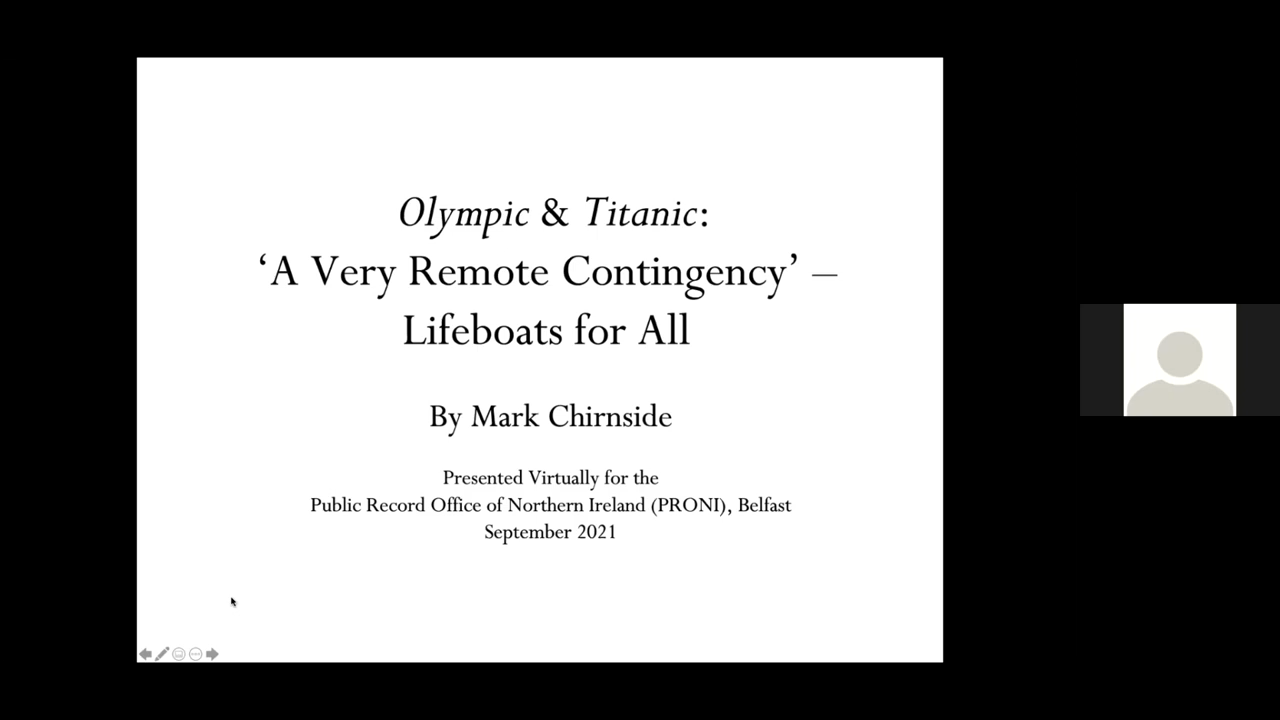 Olympic & Titanic:
‘A Very Remote Contingency’ –
Lifeboats for All
By Mark Chirnside
Presented Virtually for the
Public Record Office of Northern Ireland (PRONI), Belfast
September 2021